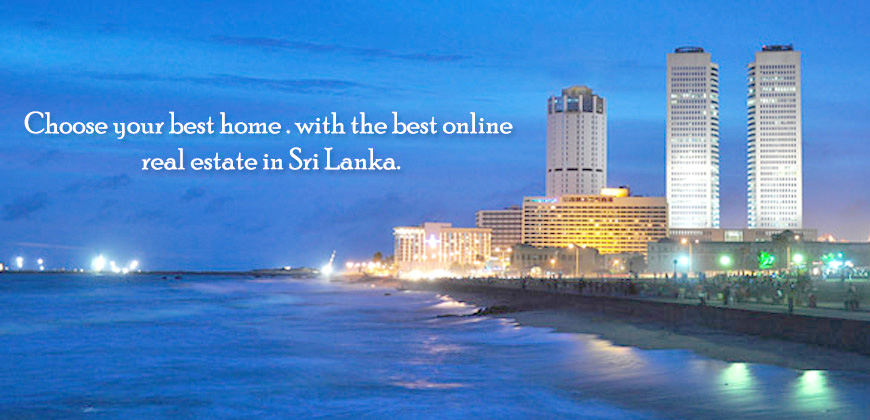 Choose your best home . with the best online
real estate in Sri Lanka.